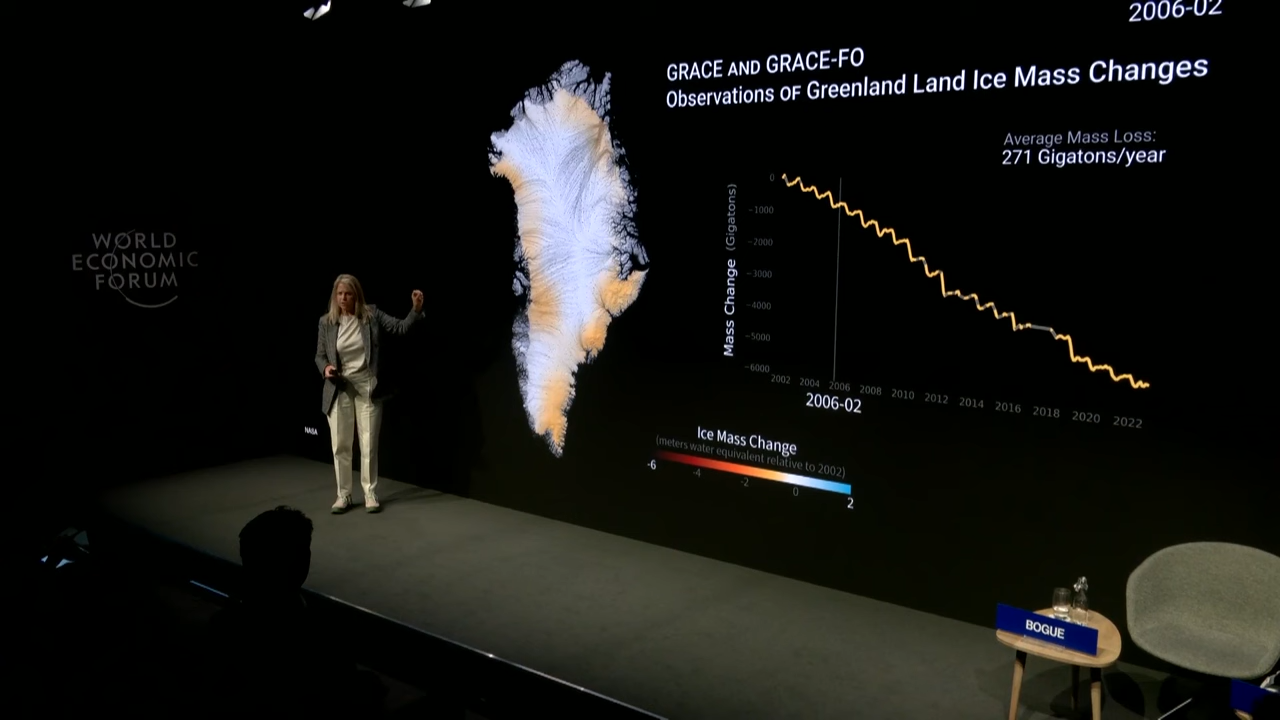 2006-02
GRACE AND GRACE-FO
Observations OF Greenland Land Ice Mass Changes
Average Mass Loss:
271 Gigatons/year
Mass Change (Gigatons)
0
−1000
−2000
−3000
−4000
−5000
−6000
2002 2004 2006 2008 2010 2012 2014 2016 2018 2020 2022
2006-02
Ice Mass Change
(meters water equivalent relative to 2002)
-6 -4 -2 0 2
WORLD
ECONOMIC
FORUM
NASA
BOGUE